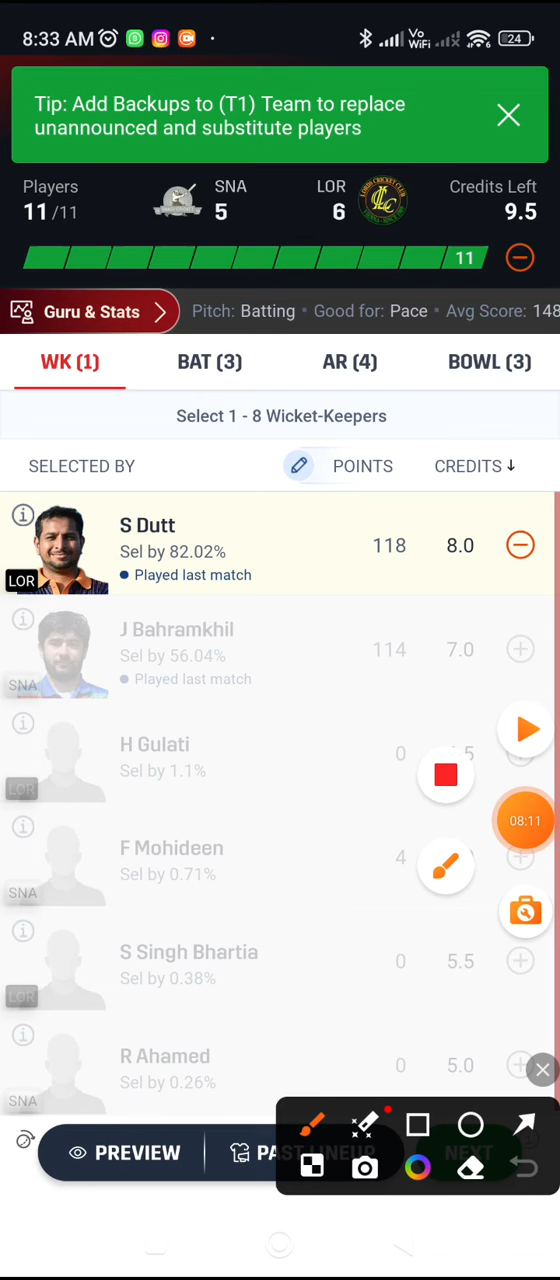 8:33 AM
Vo WiFi 24
Tip: Add Backups to (T1) Team to replace
unannounced and substitute players
Players SNA LOR Credits Left
11/11 5 6 9.5
11
Guru & Stats Pitch: Batting • Good for: Pace • Avg Score: 148
WK (1) BAT (3) AR (4) BOWL (3)
Select 1 - 8 Wicket-Keepers
SELECTED BY POINTS CREDITS
S Dutt
Sel by 82.02% 118 8.0
Played last match
LOR
J Bahramkhil
Sel by 56.04% 114 7.0
Played last match
SNA
H Gulati
Sel by 1.1% 0 5
LOR
08:11
F Mohideen
Sel by 0.71% 4
SNA
S Singh Bhartia
Sel by 0.38% 0 5.5
LOR
R Ahamed
Sel by 0.26% 0 5.0
SNA
PREVIEW PAST LINEUP NEXT